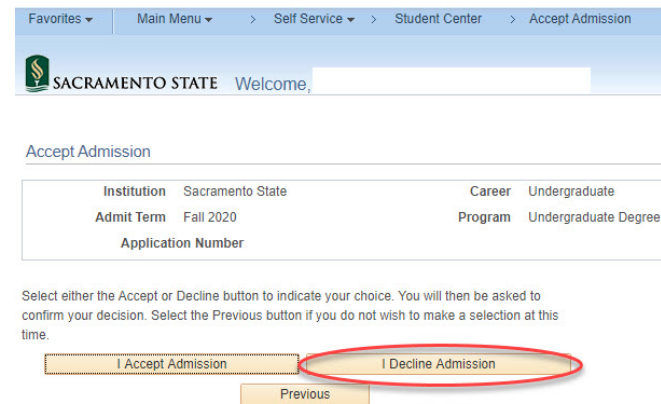 Favorites Main Menu > Self Service > Student Center > Accept Admission
SACRAMENTO STATE Welcome,
Accept Admission
Institution Sacramento State Career Undergraduate
Admit Term Fall 2020 Program Undergraduate Degree
Application Number
Select either the Accept or Decline button to indicate your choice. You will then be asked to
confirm your decision. Select the Previous button if you do not wish to make a selection at this
time.
I Accept Admission I Decline Admission
Previous